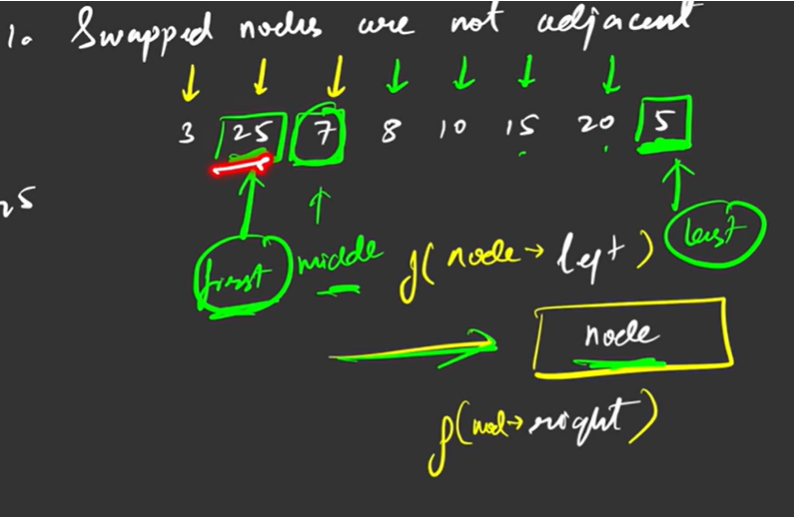 1. Swapped nodes are not adjacent
3 25 7 8 10 15 20 5
25
first middle f(node→left) last
node
f(node→right)